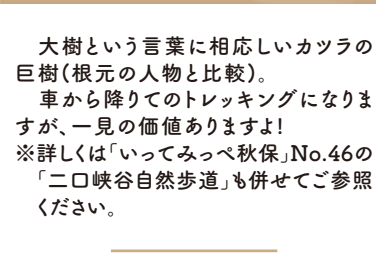 大樹という言葉に相応しいカツラの
巨樹(根元の人物と比較)。
　車から降りてのトレッキングになりま
すが、一見の価値ありますよ!
※詳しくは「いってみっぺ秋保」No.46の
「二口峡谷自然歩道」も併せてご参照
ください。